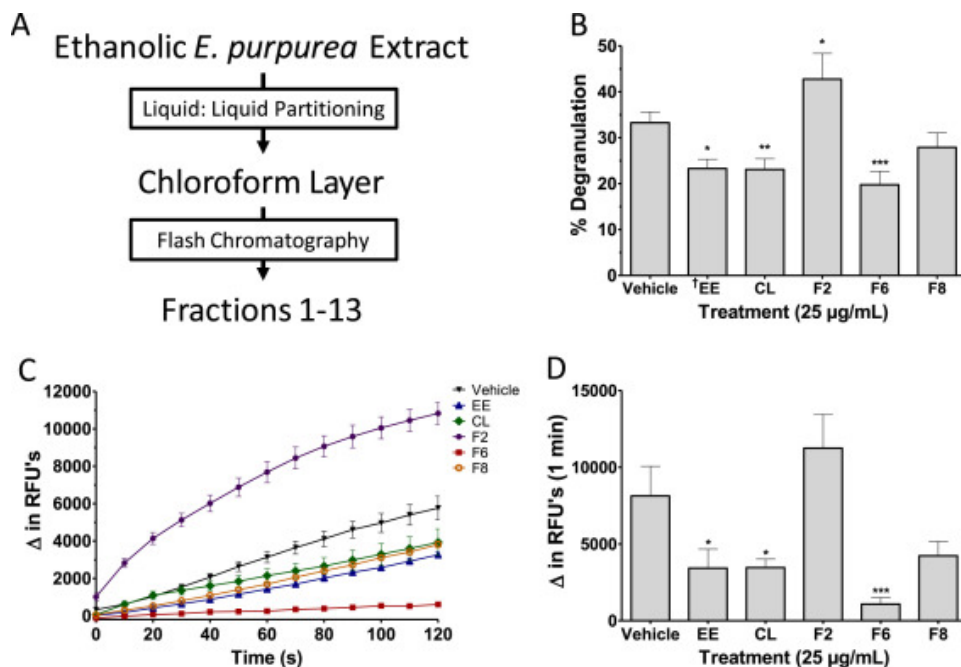 A
Ethanolic E. purpurea Extract
Liquid: Liquid Partitioning
Chloroform Layer
Flash Chromatography
Fractions 1-13
B
% Degranulation
50
40
30
20
10
0
*
*
**
***
Vehicle †EE CL F2 F6 F8
Treatment (25 µg/mL)
C
Δ in RFU's
12000
10000
8000
6000
4000
2000
0
0 20 40 60 80 100 120
Time (s)
Vehicle
EE
CL
F2
F6
F8
D
Δ in RFU's (1 min)
15000
10000
5000
0
*
*
***
Vehicle EE CL F2 F6 F8
Treatment (25 µg/mL)